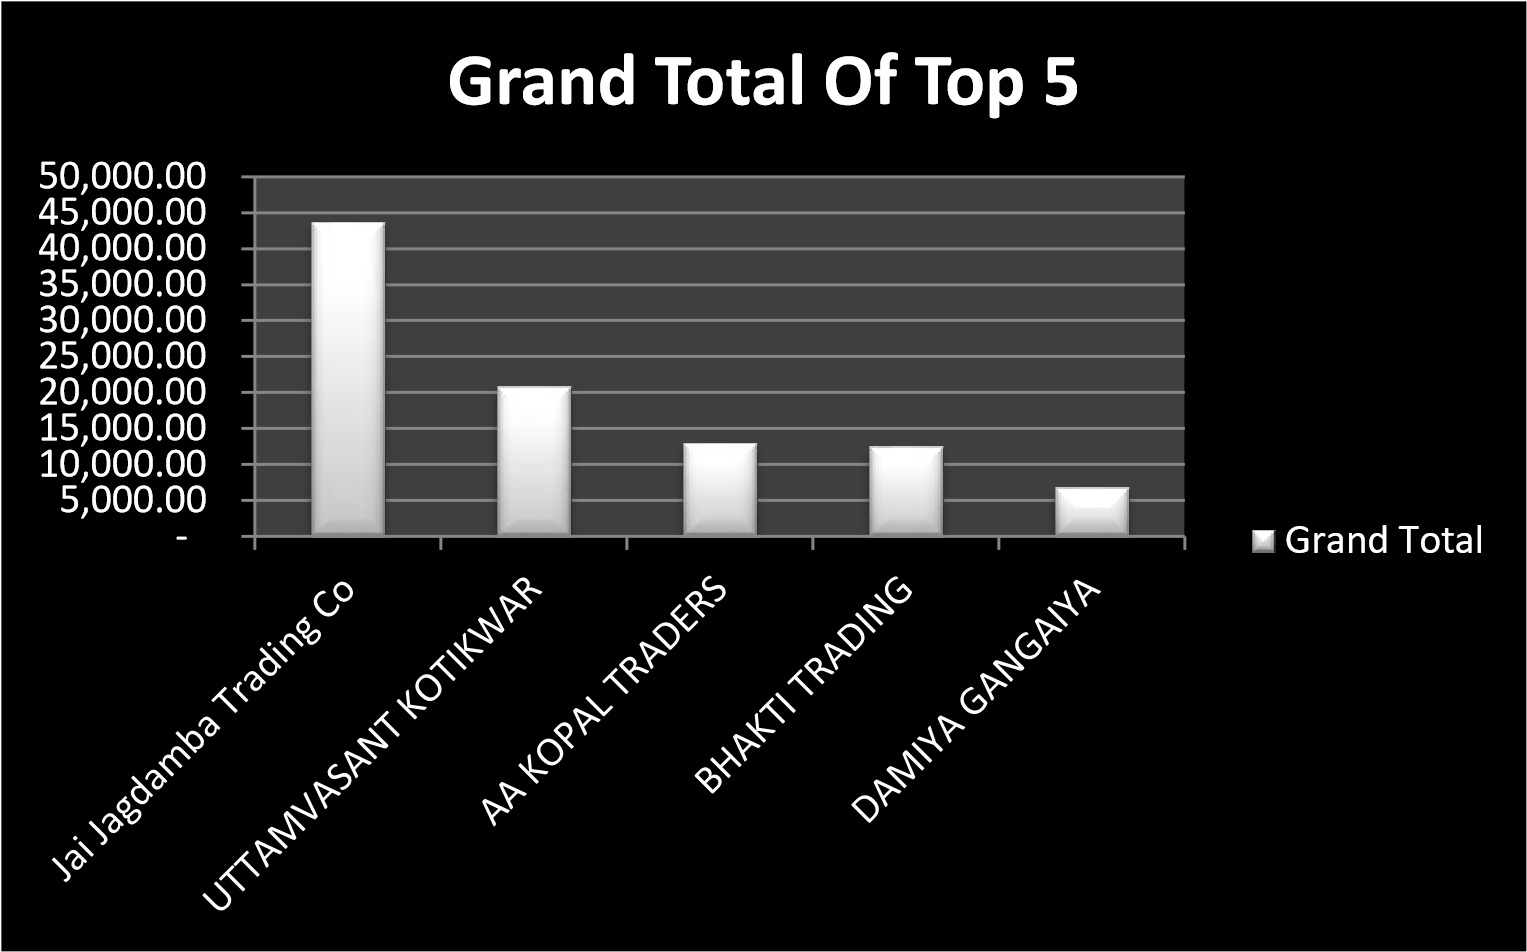 Grand Total Of Top 5
50,000.00
45,000.00
40,000.00
35,000.00
30,000.00
25,000.00
20,000.00
15,000.00
10,000.00
5,000.00
-
Grand Total
Jai Jagdamba Trading Co
UTTAMVASANT KOTIKWAR
AA KOPAL TRADERS
BHAKTI TRADING
DAMIYA GANGAIYA